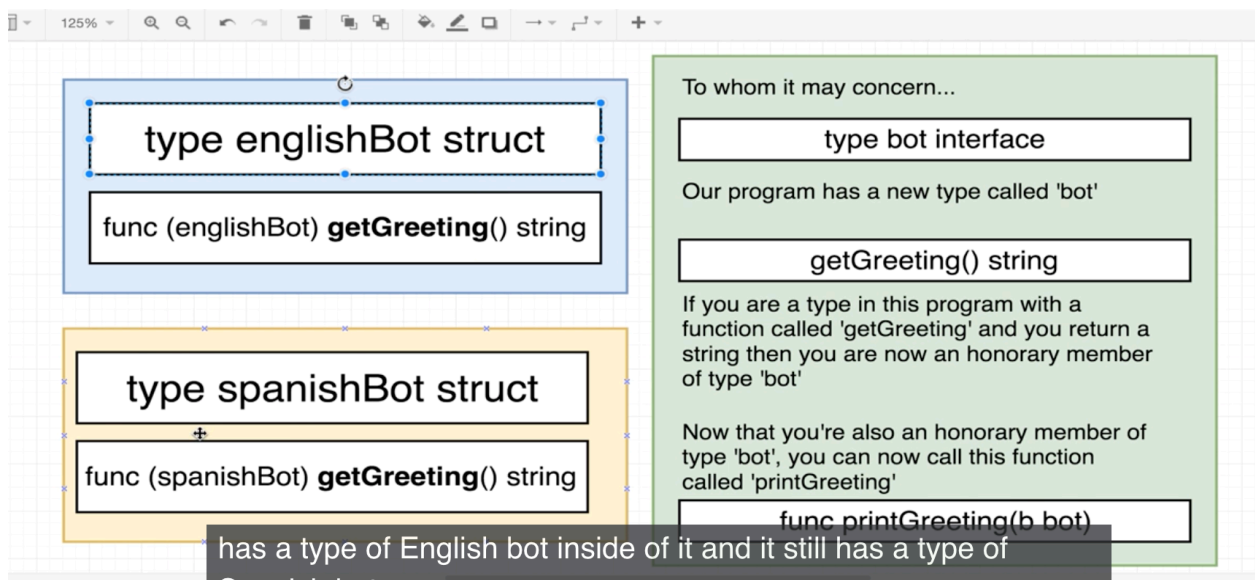 125%
type englishBot struct
func (englishBot) getGreeting() string
type spanishBot struct
func (spanishBot) getGreeting() string
To whom it may concern...
type bot interface
Our program has a new type called 'bot'
getGreeting() string
If you are a type in this program with a
function called 'getGreeting' and you return a
string then you are now an honorary member
of type 'bot'
Now that you're also an honorary member of
type 'bot', you can now call this function
called 'printGreeting'
func printGreeting(b bot)
has a type of English bot inside of it and it still has a type of